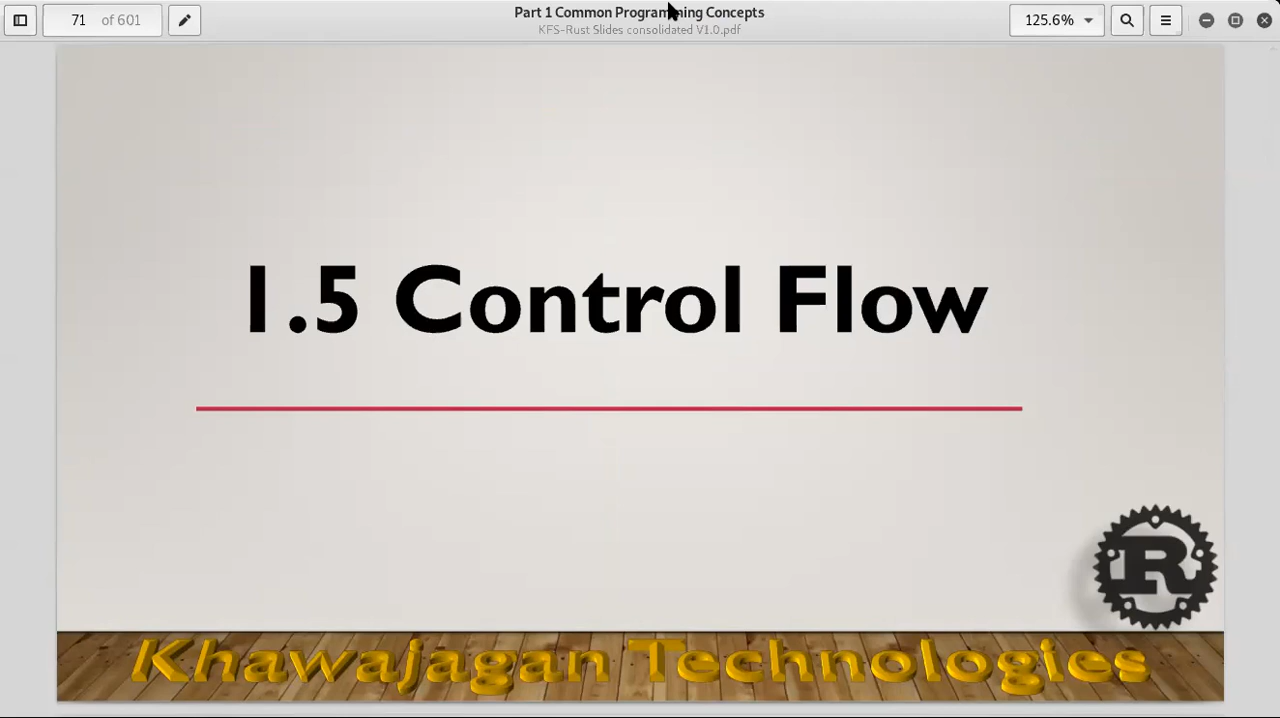 71 of 601
Part 1 Common Programming Concepts
KFS-Rust Slides consolidated V1.0.pdf
125.6%
1.5 Control Flow
R
Khawajagan Technologies